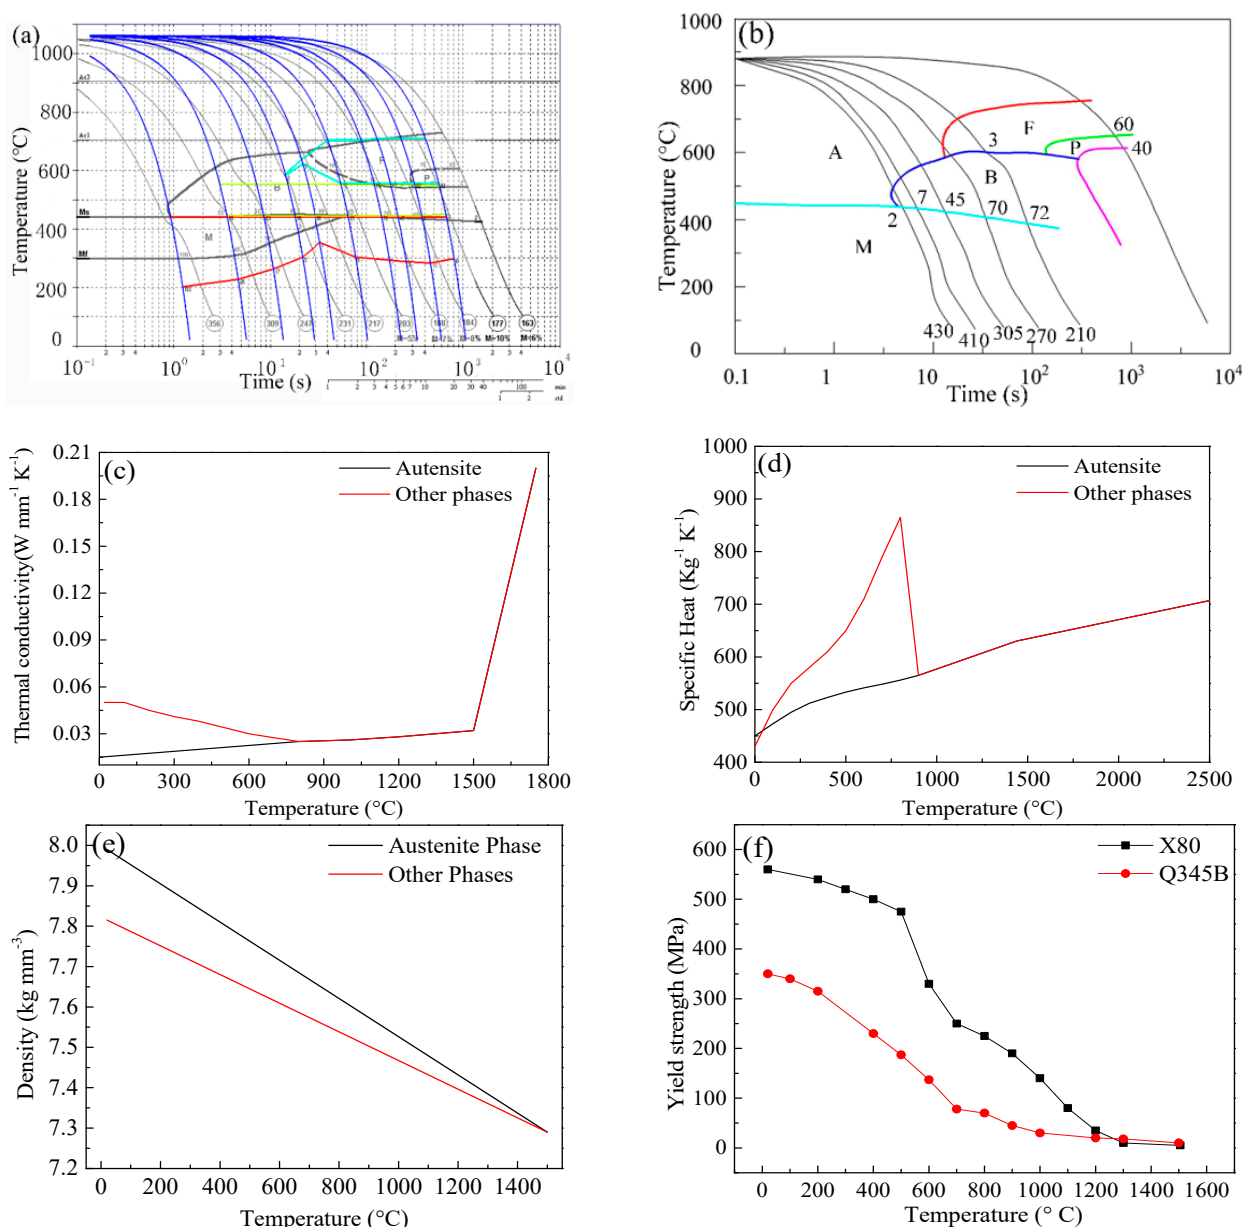 (a)
1000
800
600
400
200
0
Temperature (°C)
Ac3
Ac1
Ms
Mf
F
P
B
M
356
309
247
231
217
203
180
184
177
163
M=10%
10⁻¹
10⁰
10¹
10²
10³
10⁴
Time (s)
(b)
1000
800
600
400
200
0
Temperature (°C)
A
F
P
B
M
60
40
3
2
7
45
70
72
430
410
305
270
210
0.1
1
10
10²
10³
10⁴
Time (s)
(c)
0.21
0.18
0.15
0.12
0.09
0.06
0.03
Thermal conductivity(W mm⁻¹ K⁻¹)
Autensite
Other phases
0
300
600
900
1200
1500
1800
Temperature (°C)
(d)
1000
900
800
700
600
500
400
Specific Heat (Kg⁻¹ K⁻¹)
Autensite
Other phases
0
500
1000
1500
2000
2500
Temperature (°C)
(e)
8.0
7.9
7.8
7.7
7.6
7.5
7.4
7.3
7.2
Density (kg mm⁻³)
Austenite Phase
Other Phases
0
200
400
600
800
1000
1200
1400
Temperature (°C)
(f)
600
500
400
300
200
100
0
Yield strength (MPa)
X80
Q345B
0
200
400
600
800
1000
1200
1400
1600
Temperature (° C)